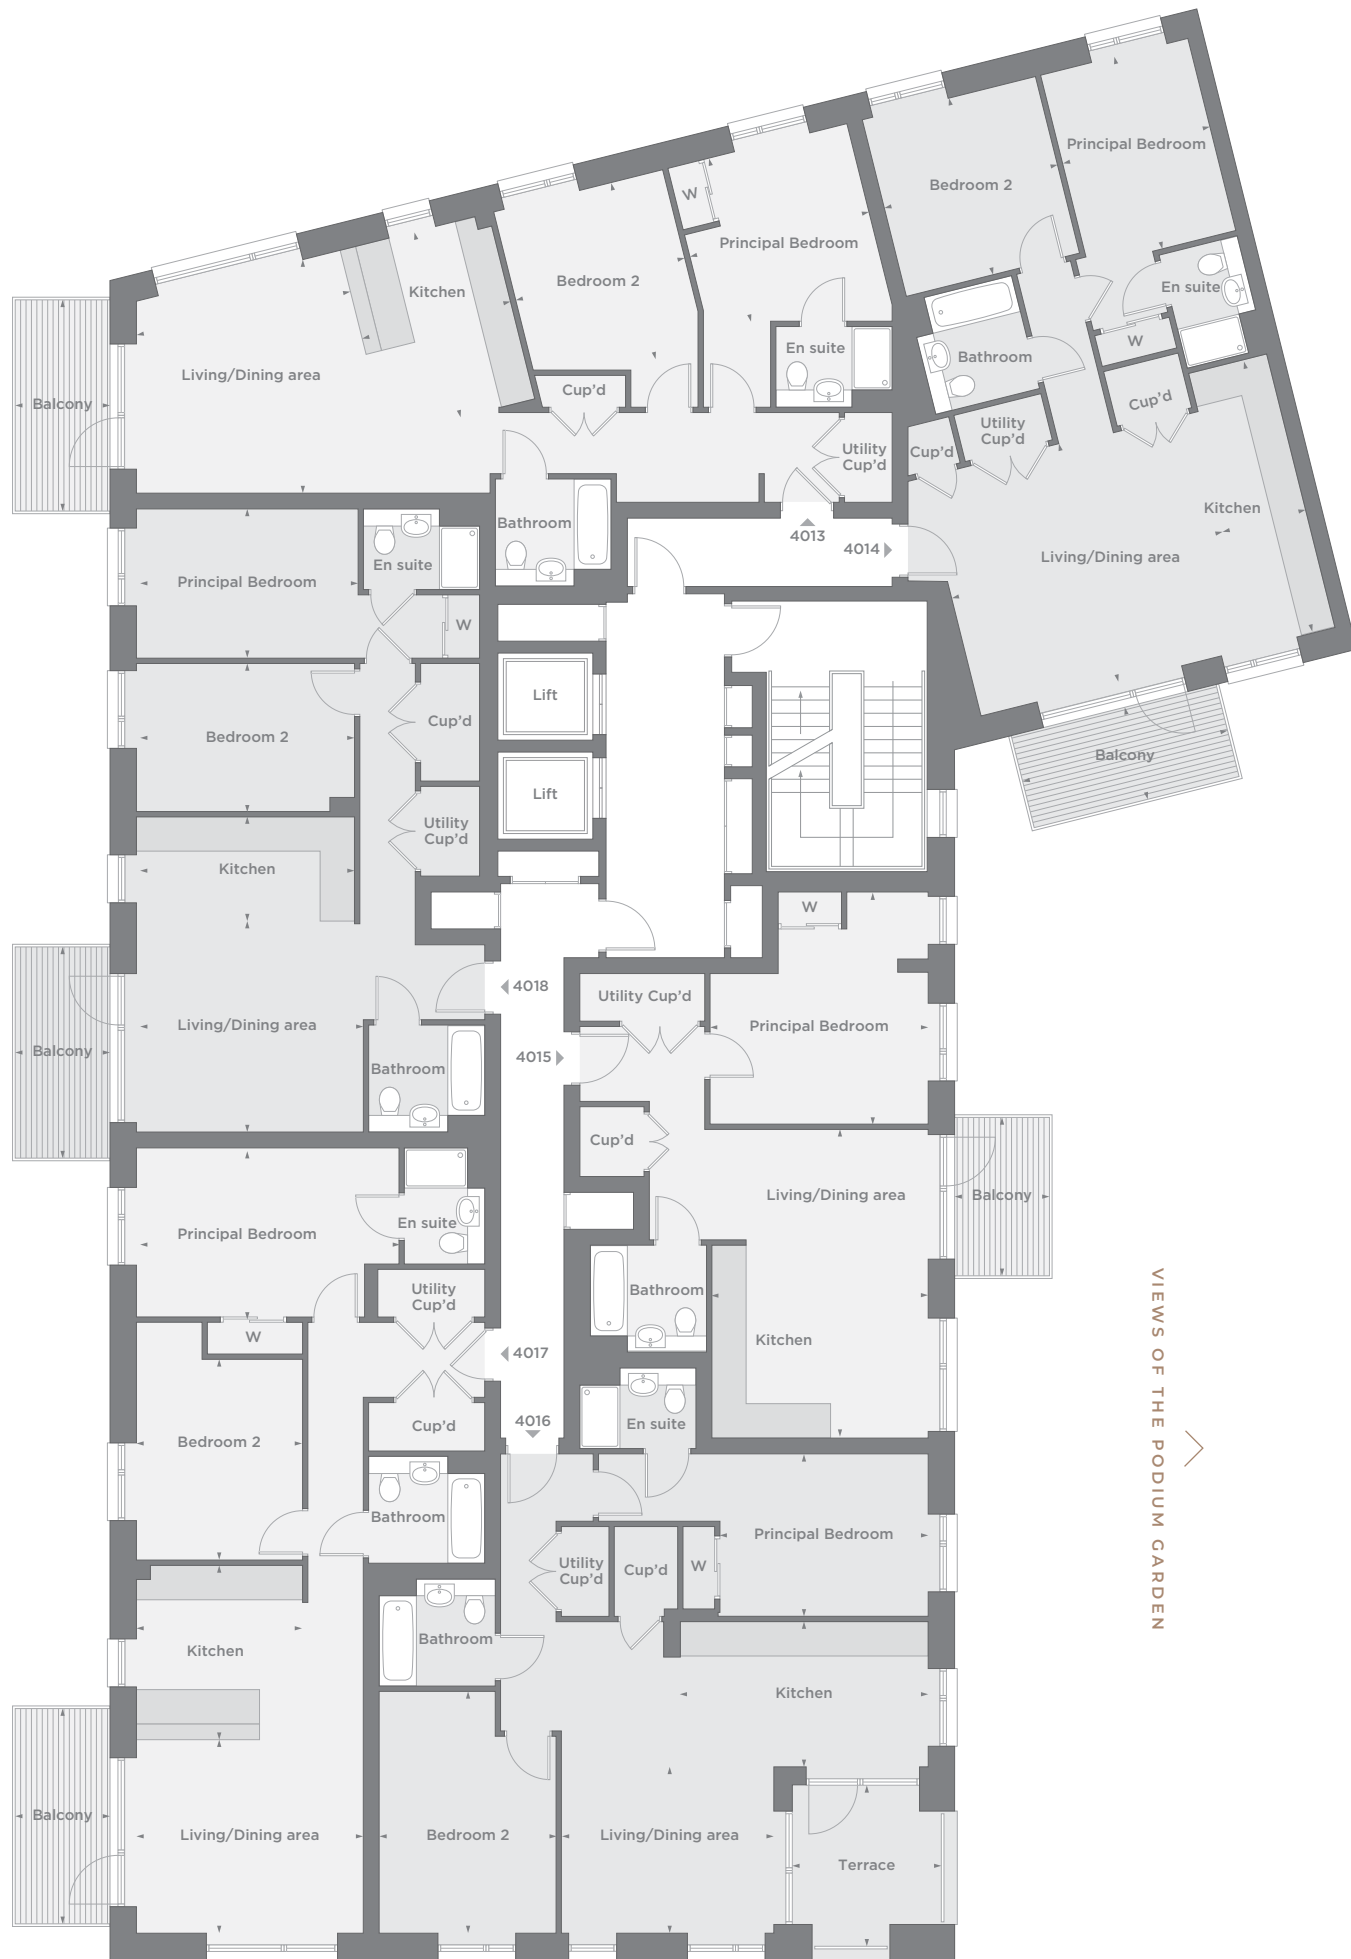 Principal Bedroom
Bedroom 2
W
Principal Bedroom
Bedroom 2
Kitchen
En suite
W
Bathroom
En suite
Living/Dining area
Balcony
Cup'd
Cup'd
Utility
Cup'd
Cup'd
Utility
Cup'd
Kitchen
Bathroom
4013
4014
Living/Dining area
En suite
Principal Bedroom
W
Lift
Cup'd
Bedroom 2
Balcony
Lift
Utility
Cup'd
Kitchen
W
4018
Utility Cup'd
Living/Dining area
Principal Bedroom
Balcony
4015
Bathroom
Cup'd
Living/Dining area
Balcony
En suite
Principal Bedroom
Utility
Cup'd
Bathroom
W
4017
Kitchen
4016
Cup'd
En suite
Bedroom 2
VIEWS OF THE PODIUM GARDEN
Bathroom
Principal Bedroom
Utility
Cup'd
Cup'd
W
Bathroom
Kitchen
Kitchen
Balcony
Living/Dining area
Bedroom 2
Living/Dining area
Terrace